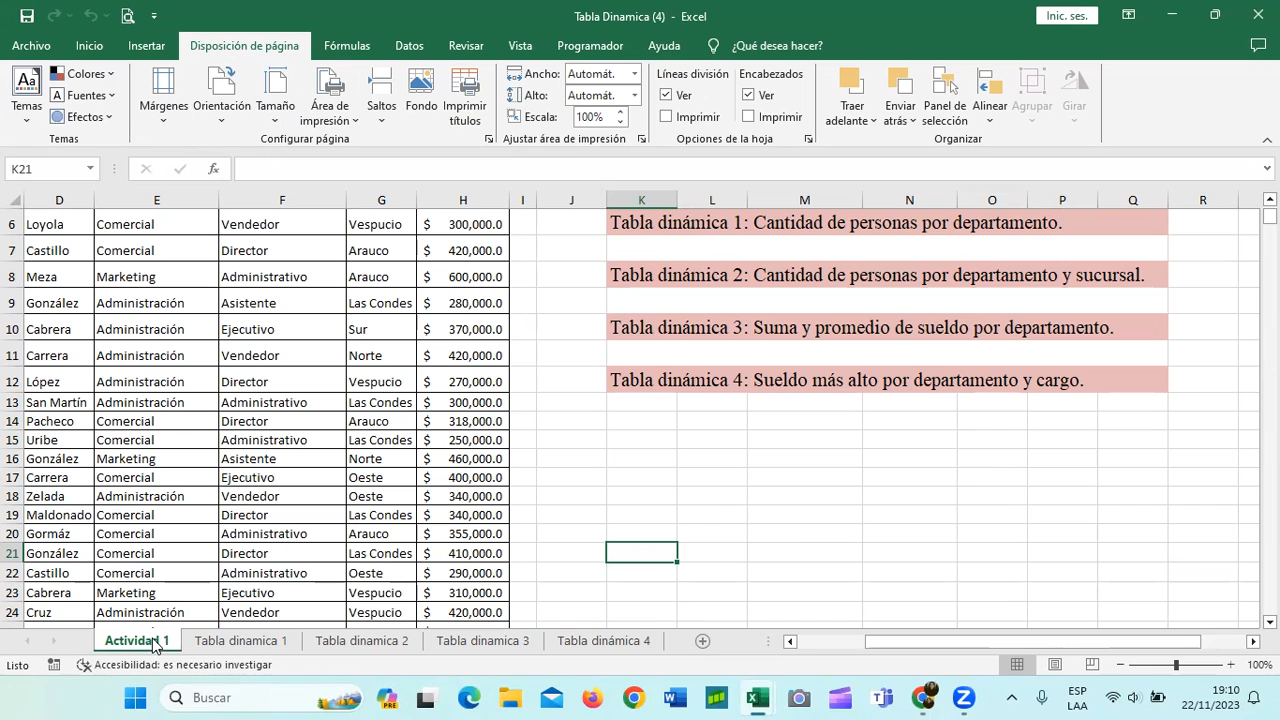 Tabla Dinamica (4) - Excel
Inic. ses.
Archivo Inicio Insertar Disposición de página Fórmulas Datos Revisar Vista Programador Ayuda ¿Qué desea hacer?
Temas
Colores
Fuentes
Efectos
Temas
Márgenes
Orientación
Tamaño
Área de impresión
Saltos
Fondo
Imprimir títulos
Configurar página
Ancho: Automát.
Alto: Automát.
Escala: 100%
Ajustar área de impresión
Líneas división
Ver
Imprimir
Encabezados
Ver
Imprimir
Opciones de la hoja
Traer adelante
Enviar atrás
Panel de selección
Alinear
Agrupar
Girar
Organizar
K21
fx
D E F G H I J K L M N O P Q R
6 Loyola Comercial Vendedor Vespucio $ 300,000.0 Tabla dinámica 1: Cantidad de personas por departamento.
7 Castillo Comercial Director Arauco $ 420,000.0
8 Meza Marketing Administrativo Arauco $ 600,000.0 Tabla dinámica 2: Cantidad de personas por departamento y sucursal.
9 González Administración Asistente Las Condes $ 280,000.0
10 Cabrera Administración Ejecutivo Sur $ 370,000.0 Tabla dinámica 3: Suma y promedio de sueldo por departamento.
11 Carrera Administración Vendedor Norte $ 420,000.0
12 López Administración Director Vespucio $ 270,000.0 Tabla dinámica 4: Sueldo más alto por departamento y cargo.
13 San Martín Administración Administrativo Las Condes $ 300,000.0
14 Pacheco Comercial Director Arauco $ 318,000.0
15 Uribe Comercial Administrativo Las Condes $ 250,000.0
16 González Marketing Asistente Norte $ 460,000.0
17 Carrera Comercial Ejecutivo Oeste $ 400,000.0
18 Zelada Administración Vendedor Oeste $ 340,000.0
19 Maldonado Comercial Director Las Condes $ 340,000.0
20 Gormáz Comercial Administrativo Arauco $ 355,000.0
21 González Comercial Director Las Condes $ 410,000.0
22 Castillo Comercial Administrativo Oeste $ 290,000.0
23 Cabrera Marketing Ejecutivo Vespucio $ 310,000.0
24 Cruz Administración Vendedor Vespucio $ 420,000.0
Actividad 1 Tabla dinamica 1 Tabla dinamica 2 Tabla dinamica 3 Tabla dinámica 4
Listo Accesibilidad: es necesario investigar 100%
Buscar
PRE
ESP
LAA
19:10
22/11/2023